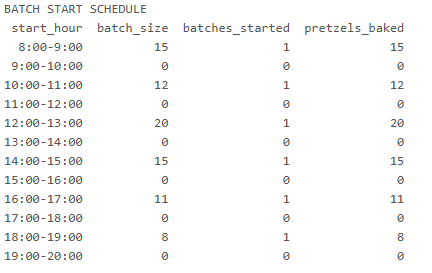 BATCH START SCHEDULE
start_hour batch_size batches_started pretzels_baked
8:00-9:00 15 1 15
9:00-10:00 0 0 0
10:00-11:00 12 1 12
11:00-12:00 0 0 0
12:00-13:00 20 1 20
13:00-14:00 0 0 0
14:00-15:00 15 1 15
15:00-16:00 0 0 0
16:00-17:00 11 1 11
17:00-18:00 0 0 0
18:00-19:00 8 1 8
19:00-20:00 0 0 0